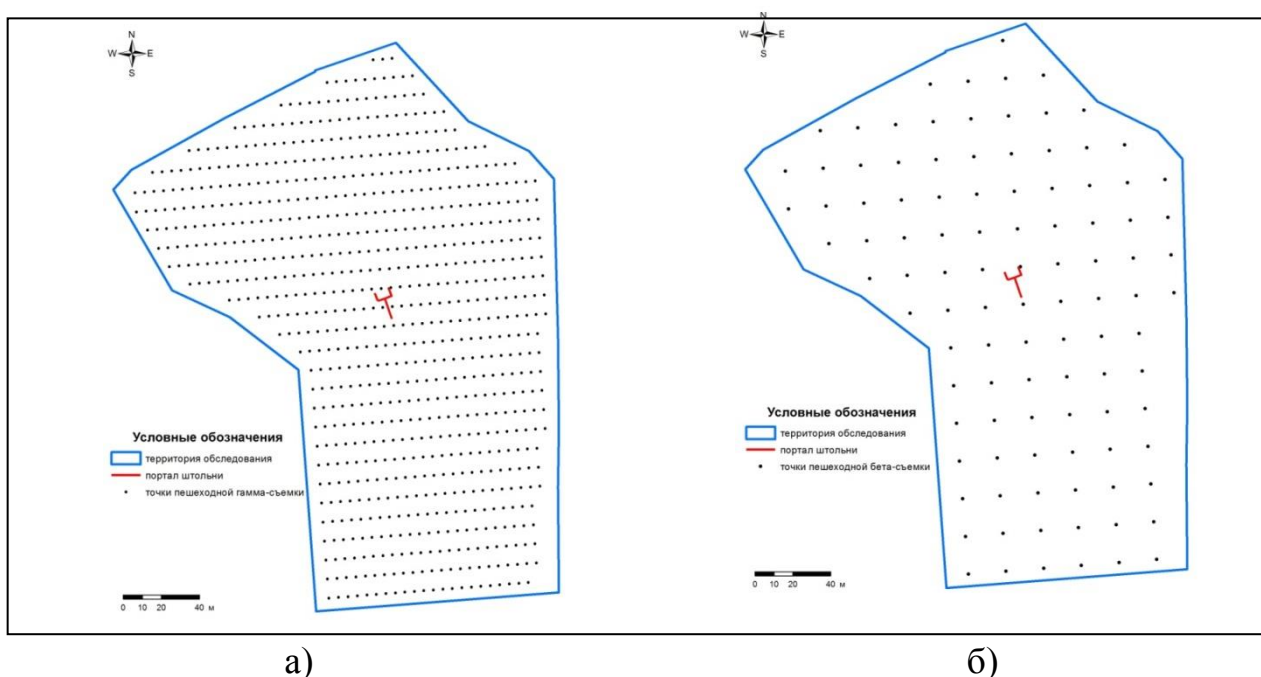 N
W E
S
Условные обозначения
территория обследования
портал штольни
точки пешеходной гамма-съемки
0 10 20 40 м
а)
N
W E
S
Условные обозначения
территория обследования
портал штольни
точки пешеходной бета-съемки
0 10 20 40 м
б)